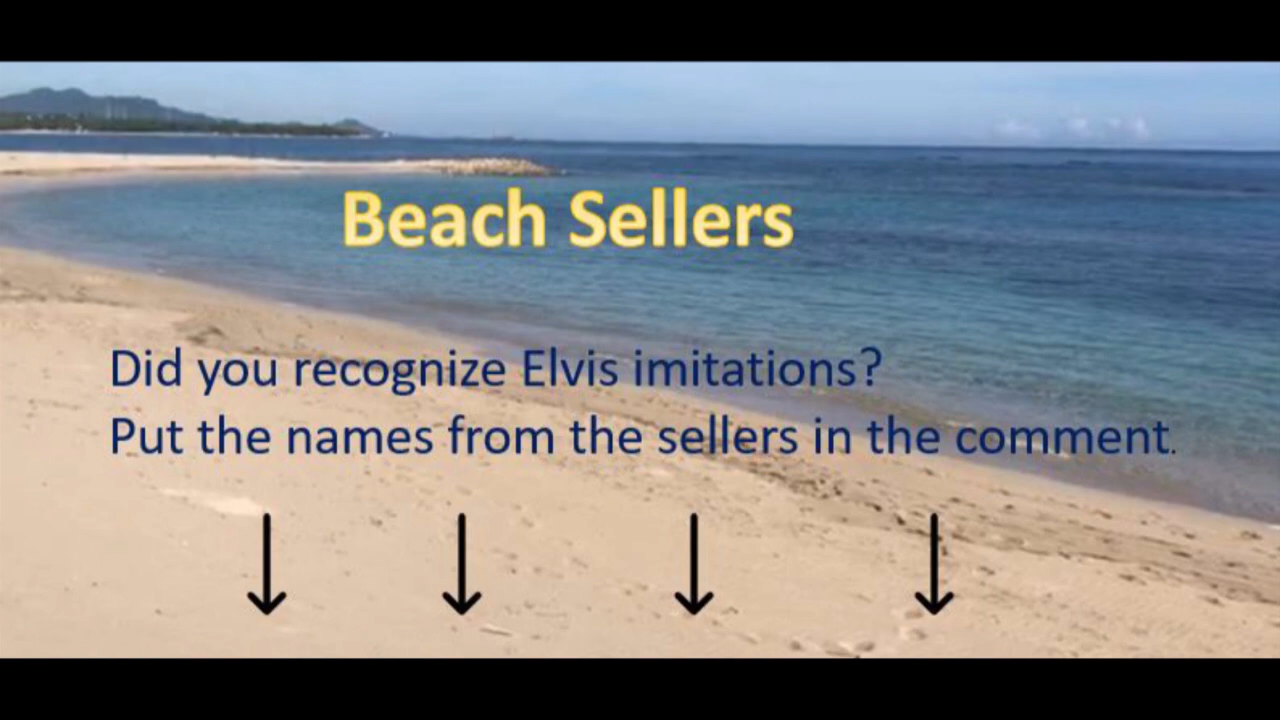 Beach Sellers
Did you recognize Elvis imitations?
Put the names from the sellers in the comment.